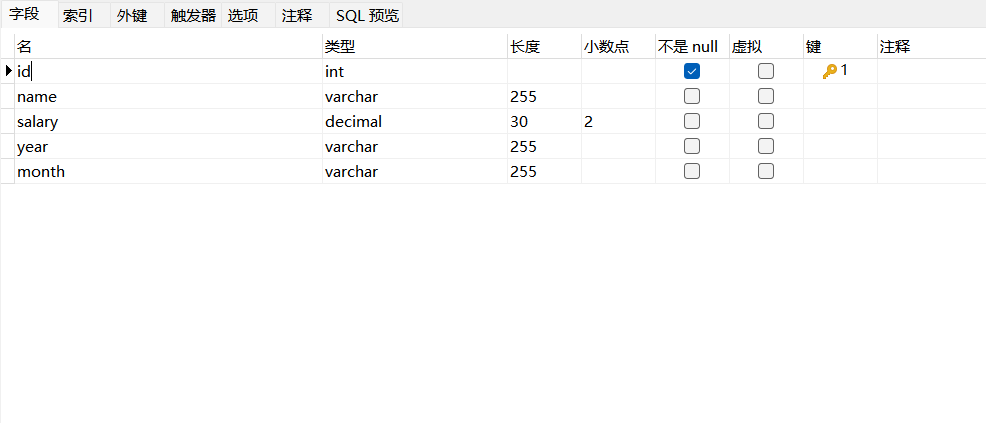 字段 索引 外键 触发器 选项 注释 SQL 预览
名 类型 长度 小数点 不是 null 虚拟 键 注释
id int 1
name varchar 255
salary decimal 30 2
year varchar 255
month varchar 255